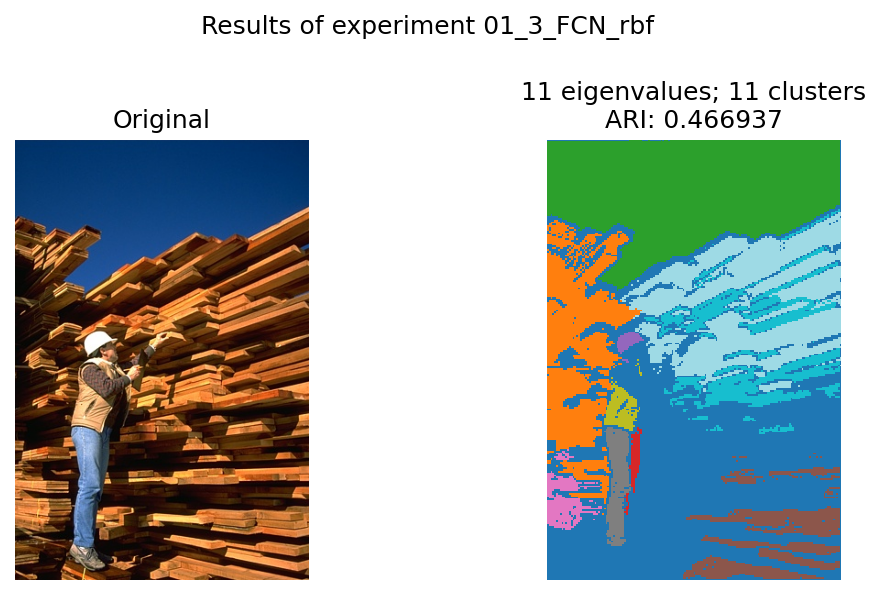 Results of experiment 01_3_FCN_rbf
Original
11 eigenvalues; 11 clusters
ARI: 0.466937